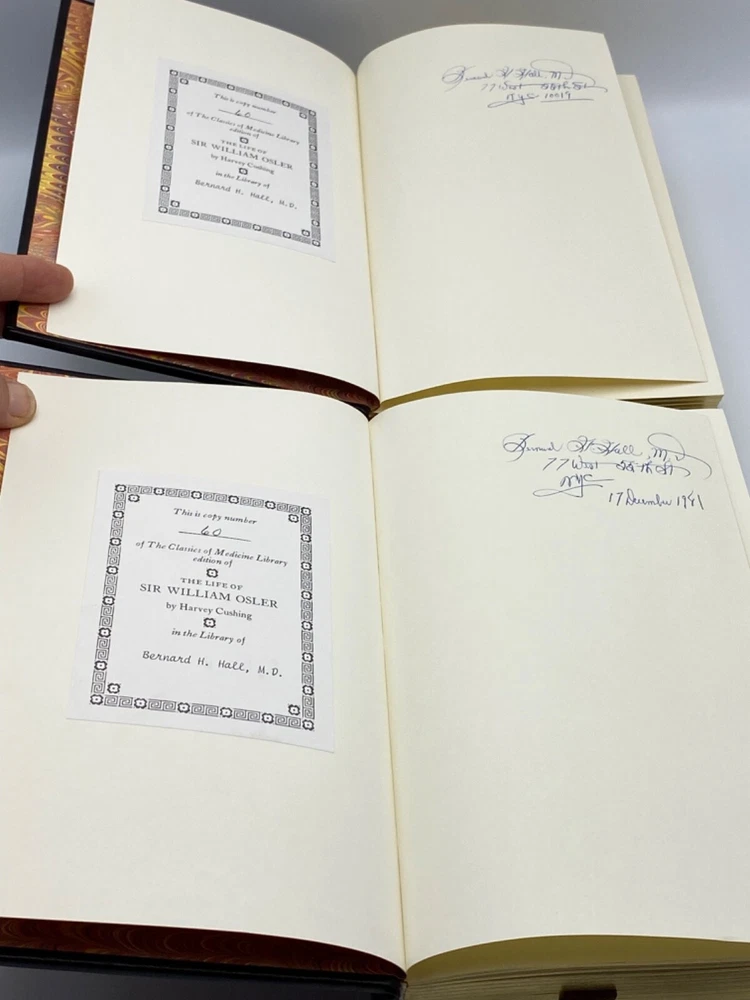 This is copy number
60
of The Classics of Medicine Library
edition of
THE LIFE OF
SIR WILLIAM OSLER
by Harvey Cushing
in the Library of
Bernard H. Hall, M.D.
Bernard H Hall, M.D
77 West 55th St
NYC 10019
This is copy number
60
of The Classics of Medicine Library
edition of
THE LIFE OF
SIR WILLIAM OSLER
by Harvey Cushing
in the Library of
Bernard H. Hall, M.D.
Bernard H Hall, M.D
77 West 55th St
NYC
17 December 1981